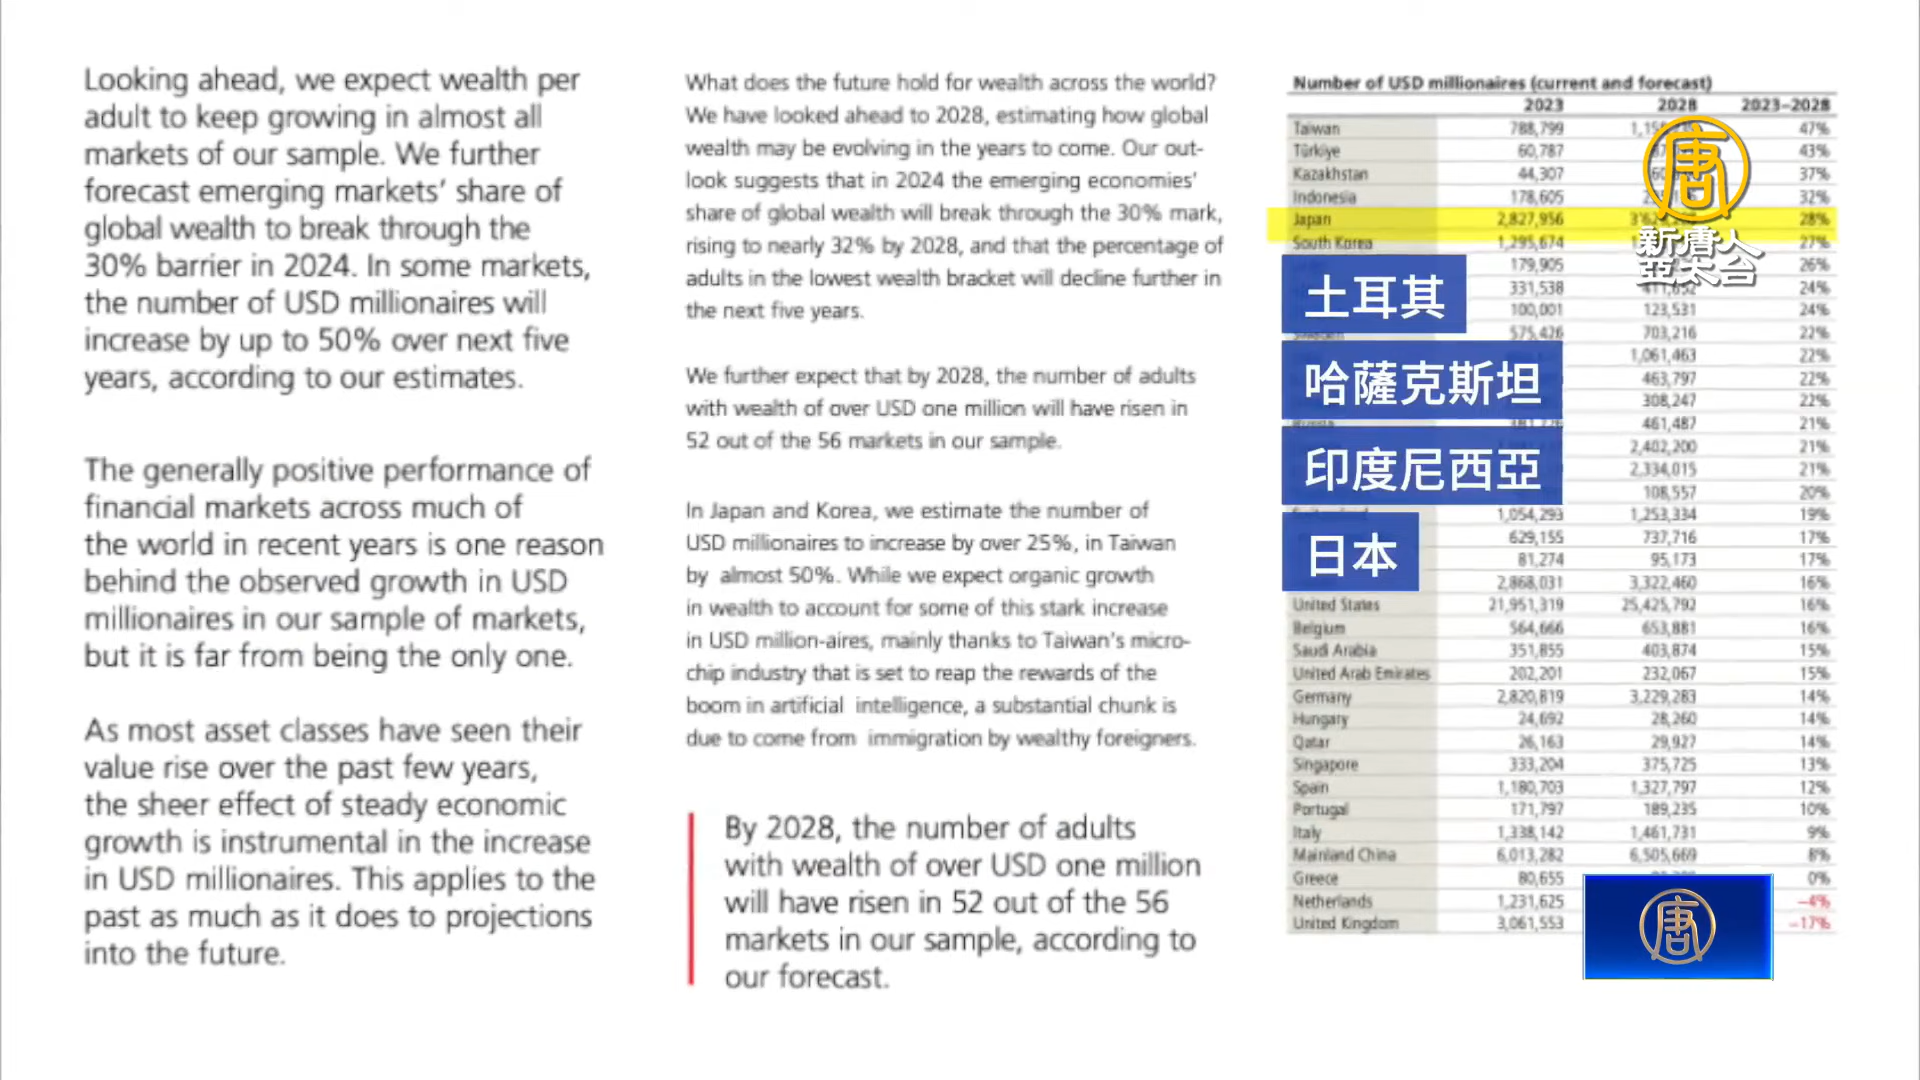 Looking ahead, we expect wealth per
adult to keep growing in almost all
markets of our sample. We further
forecast emerging markets' share of
global wealth to break through the
30% barrier in 2024. In some markets,
the number of USD millionaires will
increase by up to 50% over next five
years, according to our estimates.
The generally positive performance of
financial markets across much of
the world in recent years is one reason
behind the observed growth in USD
millionaires in our sample of markets,
but it is far from being the only one.
As most asset classes have seen their
value rise over the past few years,
the sheer effect of steady economic
growth is instrumental in the increase
in USD millionaires. This applies to the
past as much as it does to projections
into the future.
What does the future hold for wealth across the world?
We have looked ahead to 2028, estimating how global
wealth may be evolving in the years to come. Our out-
look suggests that in 2024 the emerging economies'
share of global wealth will break through the 30% mark,
rising to nearly 32% by 2028, and that the percentage of
adults in the lowest wealth bracket will decline further in
the next five years.
We further expect that by 2028, the number of adults
with wealth of over USD one million will have risen in
52 out of the 56 markets in our sample.
In Japan and Korea, we estimate the number of
USD millionaires to increase by over 25%, in Taiwan
by almost 50%. While we expect organic growth
in wealth to account for some of this stark increase
in USD million-aires, mainly thanks to Taiwan's micro-
chip industry that is set to reap the rewards of the
boom in artificial intelligence, a substantial chunk is
due to come from immigration by wealthy foreigners.
By 2028, the number of adults
with wealth of over USD one million
will have risen in 52 out of the 56
markets in our sample, according to
our forecast.
Number of USD millionaires (current and forecast)
2023 2028 2023–2028
Taiwan 788,799 47%
Türkiye 60,787 43%
Kazakhstan 44,307 37%
Indonesia 178,605 32%
Japan 2,827,956 28%
South Korea 1,295,674 27%
179,905 26%
331,538 24%
100,001 123,531 24%
Sweden 575,426 703,216 22%
1,061,463 22%
463,797 22%
308,247 22%
461,487 21%
2,402,200 21%
2,334,015 21%
108,557 20%
1,054,293 1,253,334 19%
629,155 737,716 17%
81,274 95,173 17%
2,868,031 3,322,460 16%
United States 21,951,319 25,425,792 16%
Belgium 564,666 653,881 16%
Saudi Arabia 351,855 403,874 15%
United Arab Emirates 202,201 232,067 15%
Germany 2,820,819 3,229,283 14%
Hungary 24,692 28,260 14%
Qatar 26,163 29,927 14%
Singapore 333,204 375,725 13%
Spain 1,180,703 1,327,797 12%
Portugal 171,797 189,235 10%
Italy 1,338,142 1,461,731 9%
Mainland China 6,013,282 6,505,669 8%
Greece 80,655 0%
Netherlands 1,231,625 –4%
United Kingdom 3,061,553 –17%
土耳其
哈薩克斯坦
印度尼西亞
日本
唐
新唐人
亞太台
唐